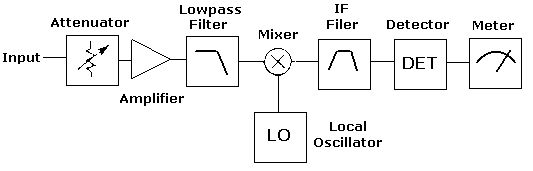 Input
Attenuator
Amplifier
Lowpass
Filter
Mixer
LO
Local
Oscillator
IF
Filer
Detector
DET
Meter